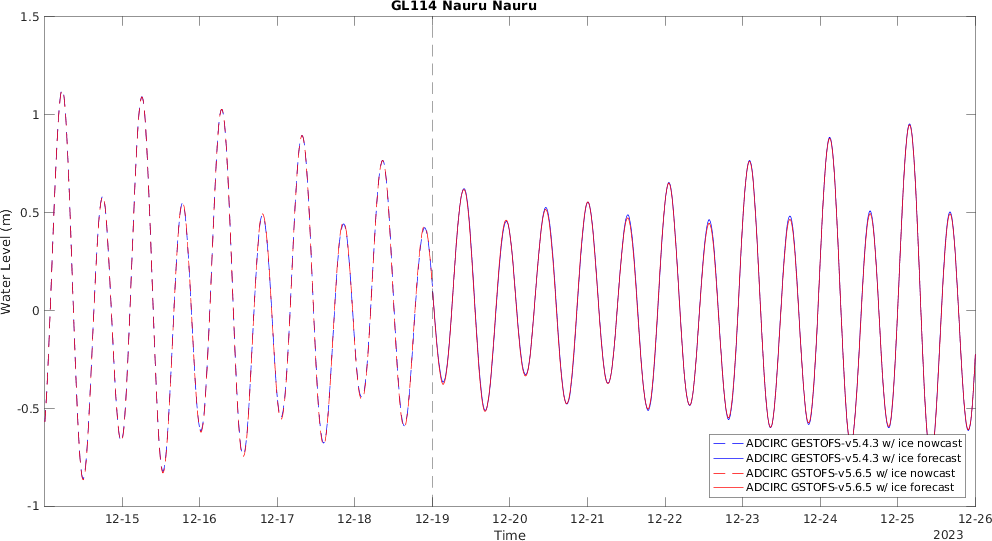 GL114 Nauru Nauru
1.5
1
0.5
0
-0.5
-1
Water Level (m)
ADCIRC GESTOFS-v5.4.3 w/ ice nowcast
ADCIRC GESTOFS-v5.4.3 w/ ice forecast
ADCIRC GSTOFS-v5.6.5 w/ ice nowcast
ADCIRC GSTOFS-v5.6.5 w/ ice forecast
12-15 12-16 12-17 12-18 12-19 12-20 12-21 12-22 12-23 12-24 12-25 12-26
Time
2023